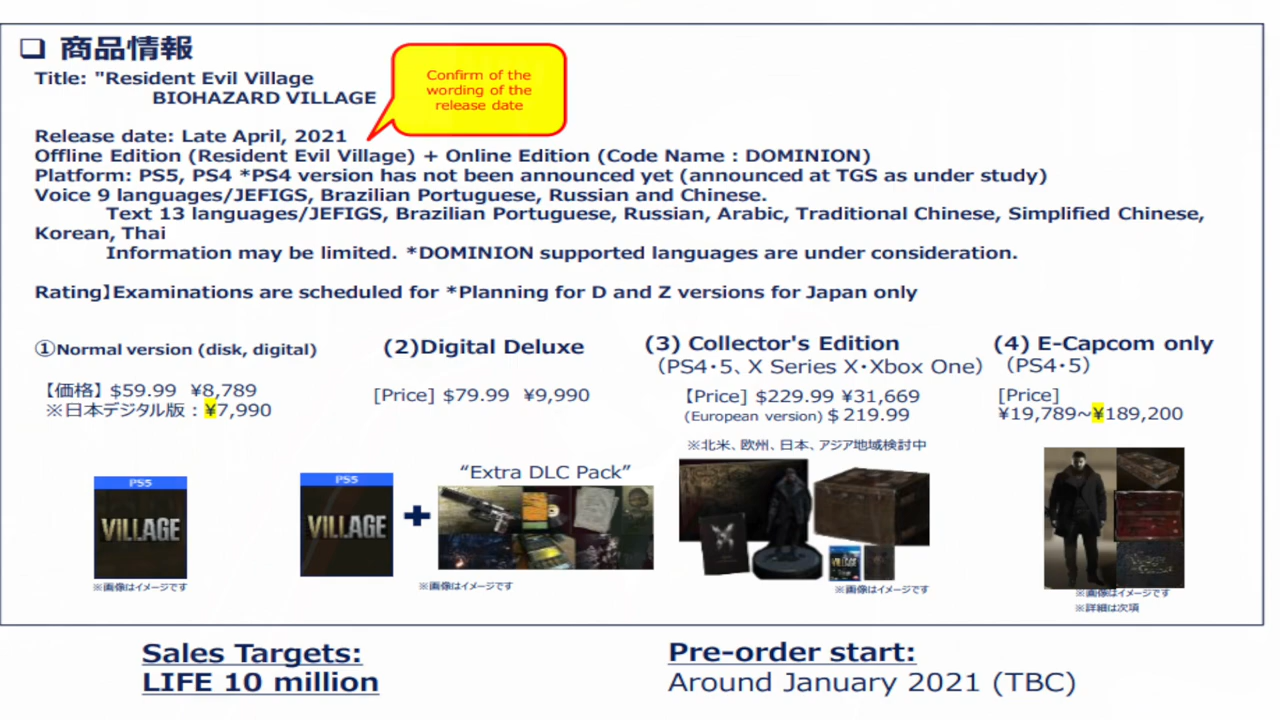 ❑ 商品情報
Title: "Resident Evil Village
BIOHAZARD VILLAGE
Confirm of the
wording of the
release date
Release date: Late April, 2021
Offline Edition (Resident Evil Village) + Online Edition (Code Name : DOMINION)
Platform: PS5, PS4 *PS4 version has not been announced yet (announced at TGS as under study)
Voice 9 languages/JEFIGS, Brazilian Portuguese, Russian and Chinese.
Text 13 languages/JEFIGS, Brazilian Portuguese, Russian, Arabic, Traditional Chinese, Simplified Chinese,
Korean, Thai
Information may be limited. *DOMINION supported languages are under consideration.
Rating】Examinations are scheduled for *Planning for D and Z versions for Japan only
①Normal version (disk, digital)
【価格】$59.99 ¥8,789
※日本デジタル版：¥7,990
PS5
VILLAGE
※画像はイメージです
(2)Digital Deluxe
[Price] $79.99 ¥9,990
"Extra DLC Pack"
PS5
VILLAGE
+
※画像はイメージです
(3) Collector's Edition
（PS4・5、X Series X・Xbox One）
【Price] $229.99 ¥31,669
(European version) $ 219.99
※北米、欧州、日本、アジア地域検討中
VILLAGE
※画像はイメージです
(4) E-Capcom only
（PS4・5）
[Price]
¥19,789~¥189,200
※画像はイメージです
※詳細は次項
Sales Targets:
LIFE 10 million
Pre-order start:
Around January 2021 (TBC)